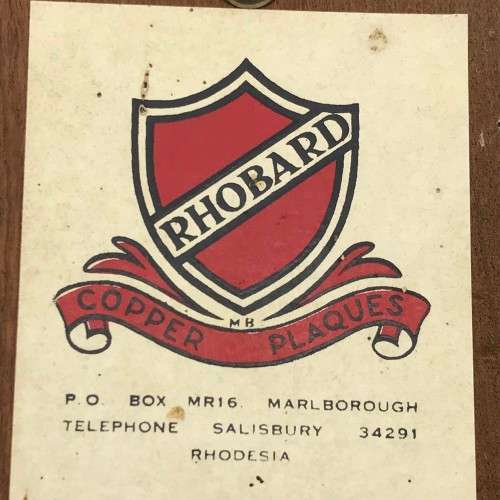 RHOBARD
MB
COPPER PLAQUES
P.O. BOX MR16. MARLBOROUGH
TELEPHONE SALISBURY 34291
RHODESIA